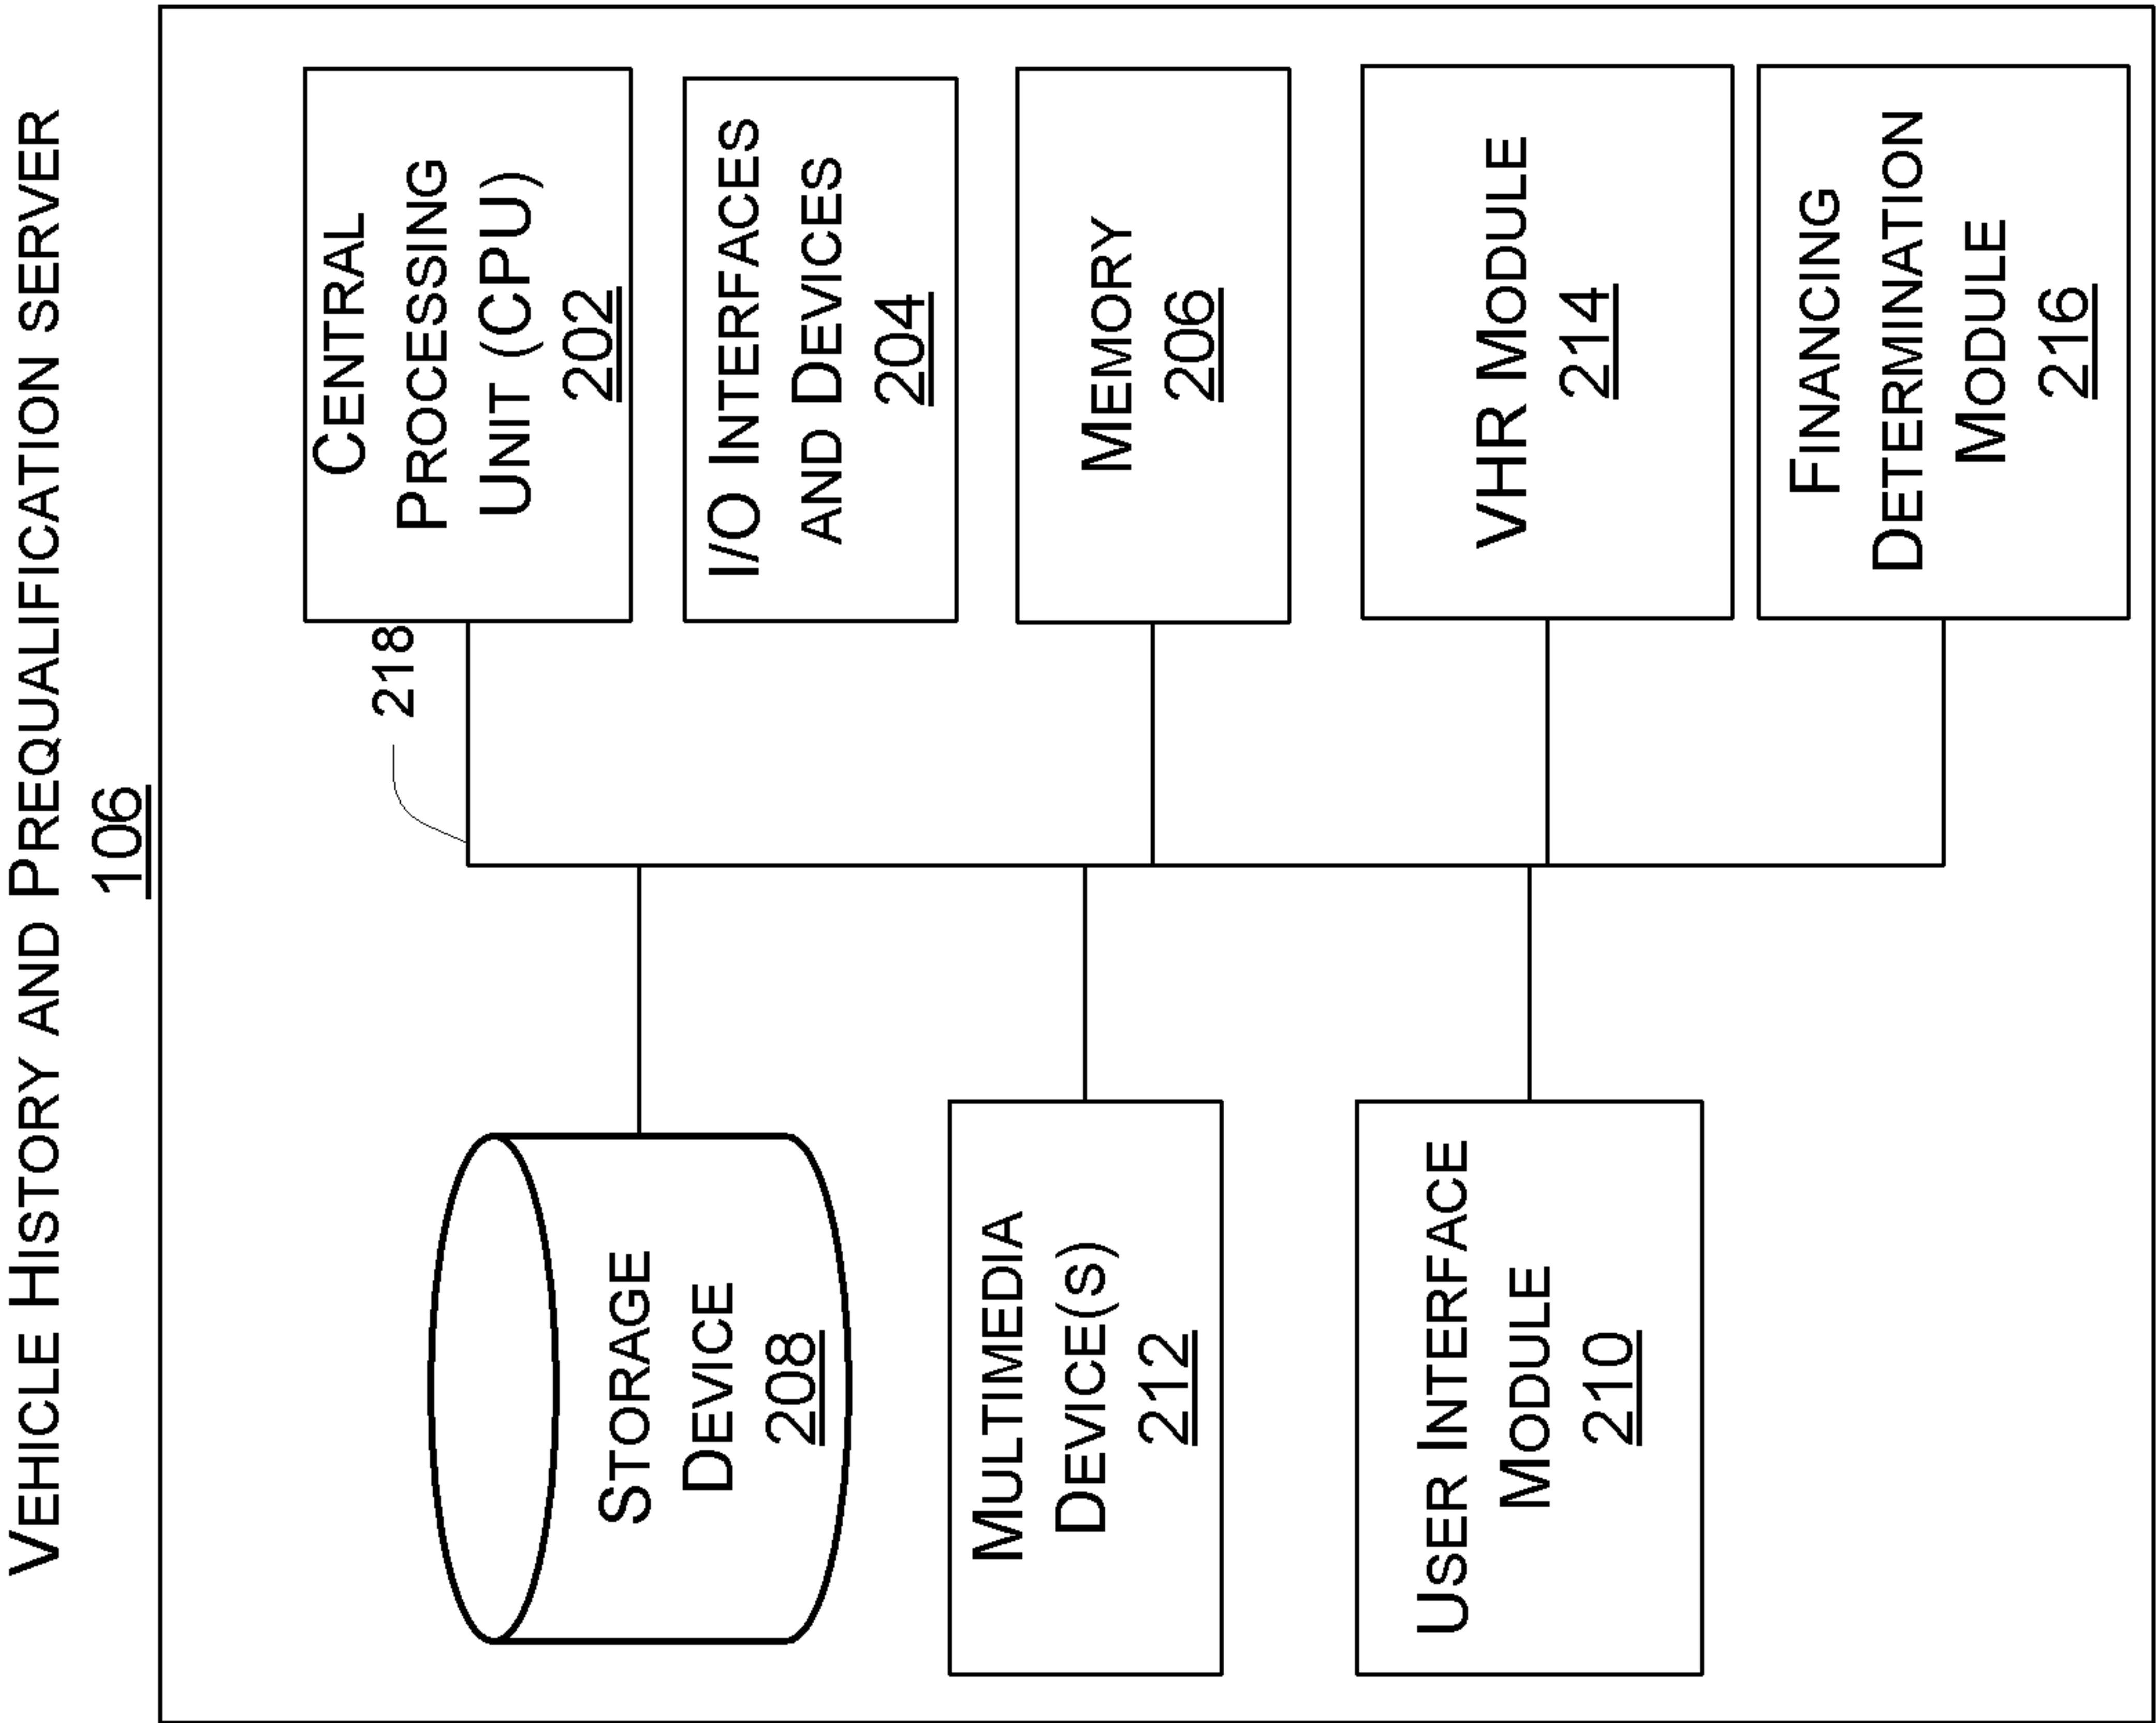 VEHICLE HISTORY AND PREQUALIFICATION SERVER
106
STORAGE
DEVICE
208
MULTIMEDIA
DEVICE(S)
212
USER INTERFACE
MODULE
210
218
CENTRAL
PROCESSING
UNIT (CPU)
202
I/O INTERFACES
AND DEVICES
204
MEMORY
206
VHR MODULE
214
FINANCING
DETERMINATION
MODULE
216